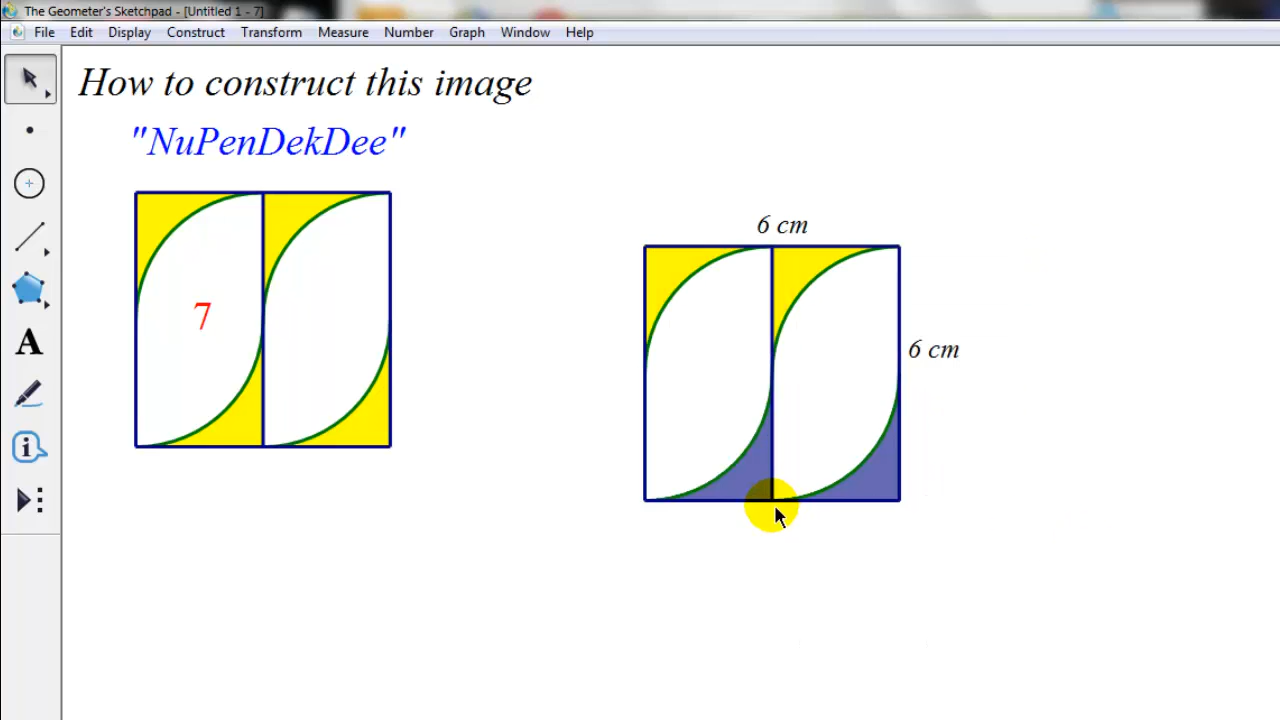 The Geometer's Sketchpad - [Untitled 1 - 7]
File Edit Display Construct Transform Measure Number Graph Window Help
How to construct this image
"NuPenDekDee"
6 cm
7
6 cm
A